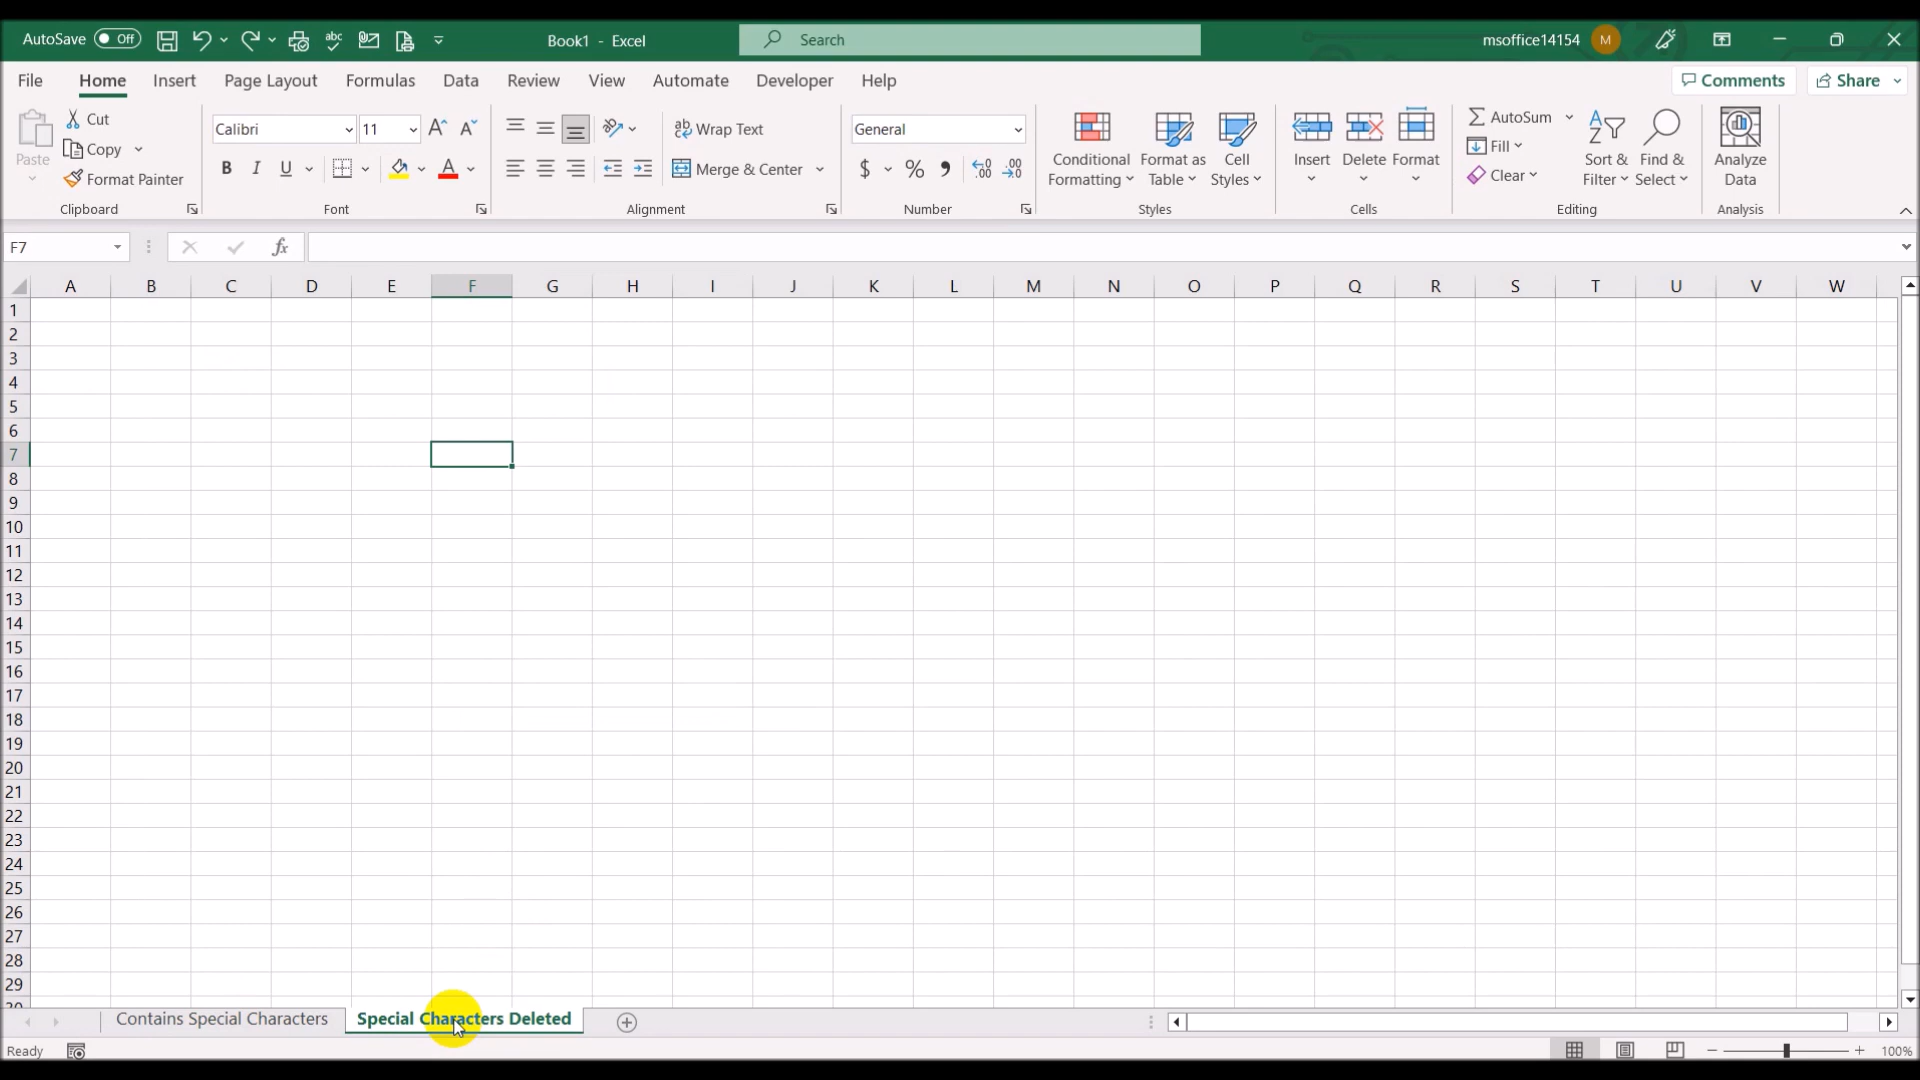 AutoSave Off abc Book1 - Excel Search msoffice14154 M
File Home Insert Page Layout Formulas Data Review View Automate Developer Help Comments Share
Paste
Cut
Copy
Format Painter
Clipboard
Calibri 11 A A
B I U A
Font
ab Wrap Text
Merge & Center
Alignment
General
$ % , .00 .00
Number
Conditional Formatting
Format as Table
Cell Styles
Styles
Insert Delete Format
Cells
AutoSum
Fill
Clear
Sort & Filter
Find & Select
Editing
Analyze Data
Analysis
F7 fx
A B C D E F G H I J K L M N O P Q R S T U V W
1
2
3
4
5
6
7
8
9
10
11
12
13
14
15
16
17
18
19
20
21
22
23
24
25
26
27
28
29
30
Contains Special Characters Special Characters Deleted
Ready 100%